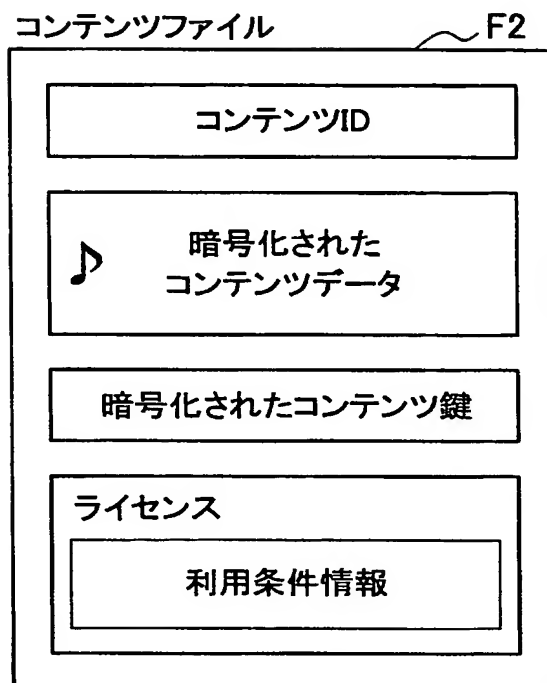 コンテンツファイル F2
コンテンツID
暗号化された
コンテンツデータ
暗号化されたコンテンツ鍵
ライセンス
利用条件情報